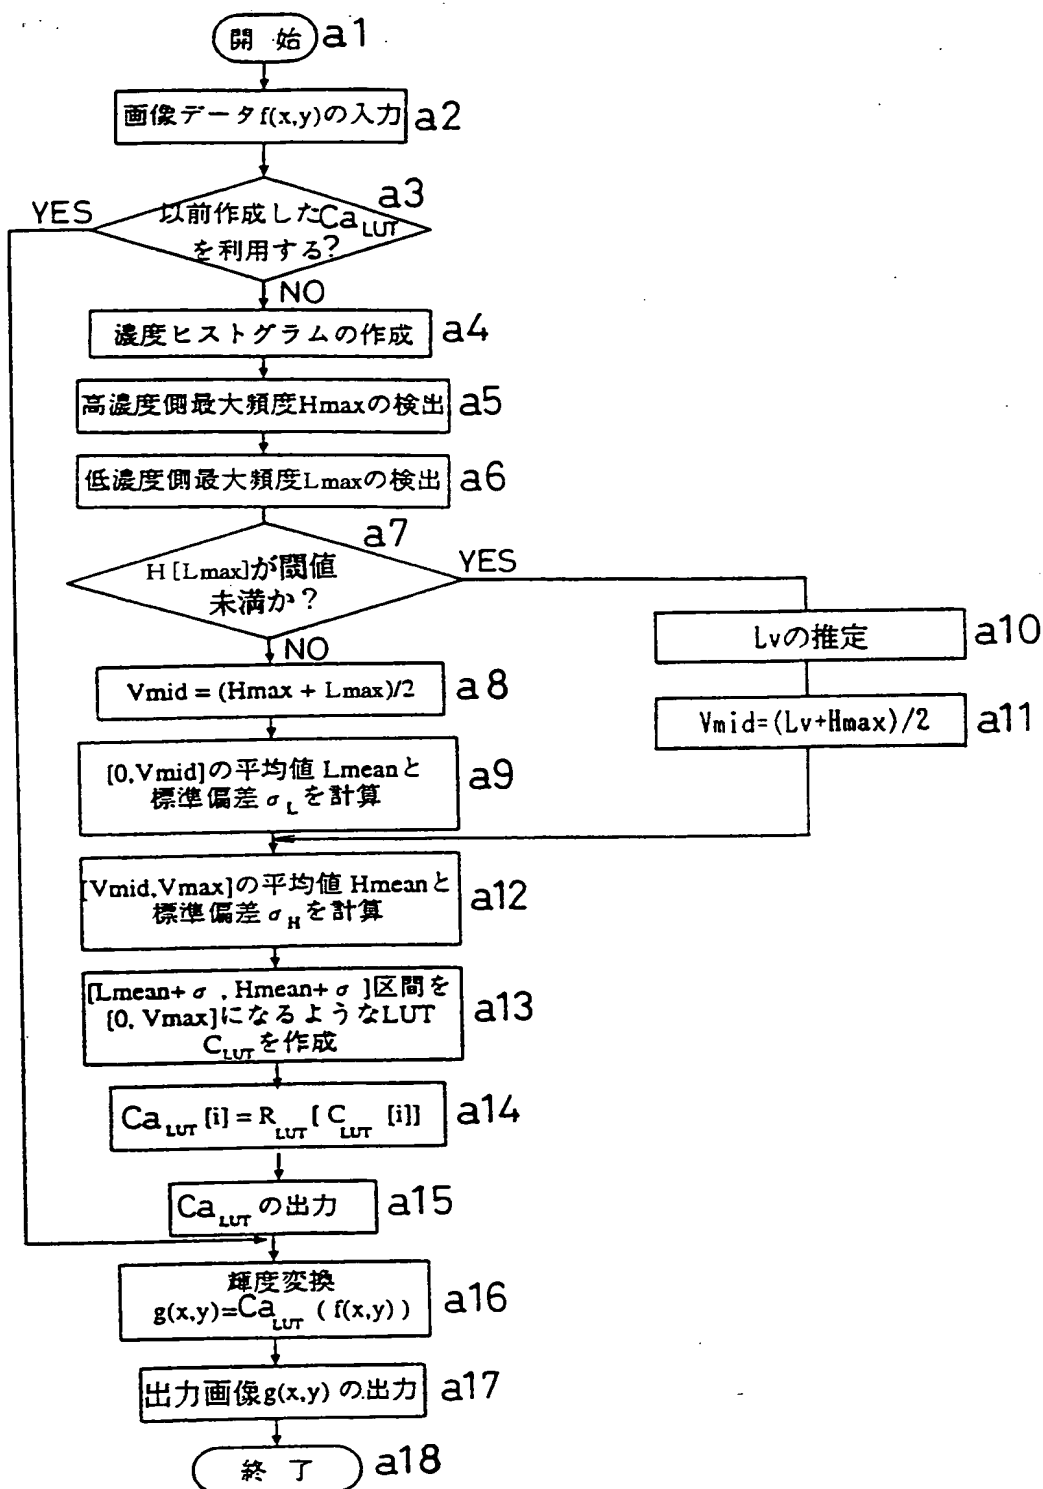 開始 a1
画像データf(x,y)の入力 a2
a3
YES
以前作成したCaLUT
を利用する?
NO
濃度ヒストグラムの作成 a4
高濃度側最大頻度Hmaxの検出 a5
低濃度側最大頻度Lmaxの検出 a6
a7
H[Lmax]が閾値
未満か?
YES
NO
Lvの推定 a10
Vmid = (Hmax + Lmax)/2 a8
Vmid=(Lv+Hmax)/2 a11
[0,Vmid]の平均値 Lmeanと
標準偏差σLを計算
a9
[Vmid,Vmax]の平均値 Hmeanと
標準偏差σHを計算
a12
[Lmean+σ , Hmean+σ ]区間を
[0, Vmax]になるようなLUT
CLUTを作成
a13
CaLUT [i] = RLUT [ CLUT [i]] a14
CaLUT の出力 a15
輝度変換
g(x,y)=CaLUT ( f(x,y) )
a16
出力画像g(x,y) の出力 a17
終了 a18